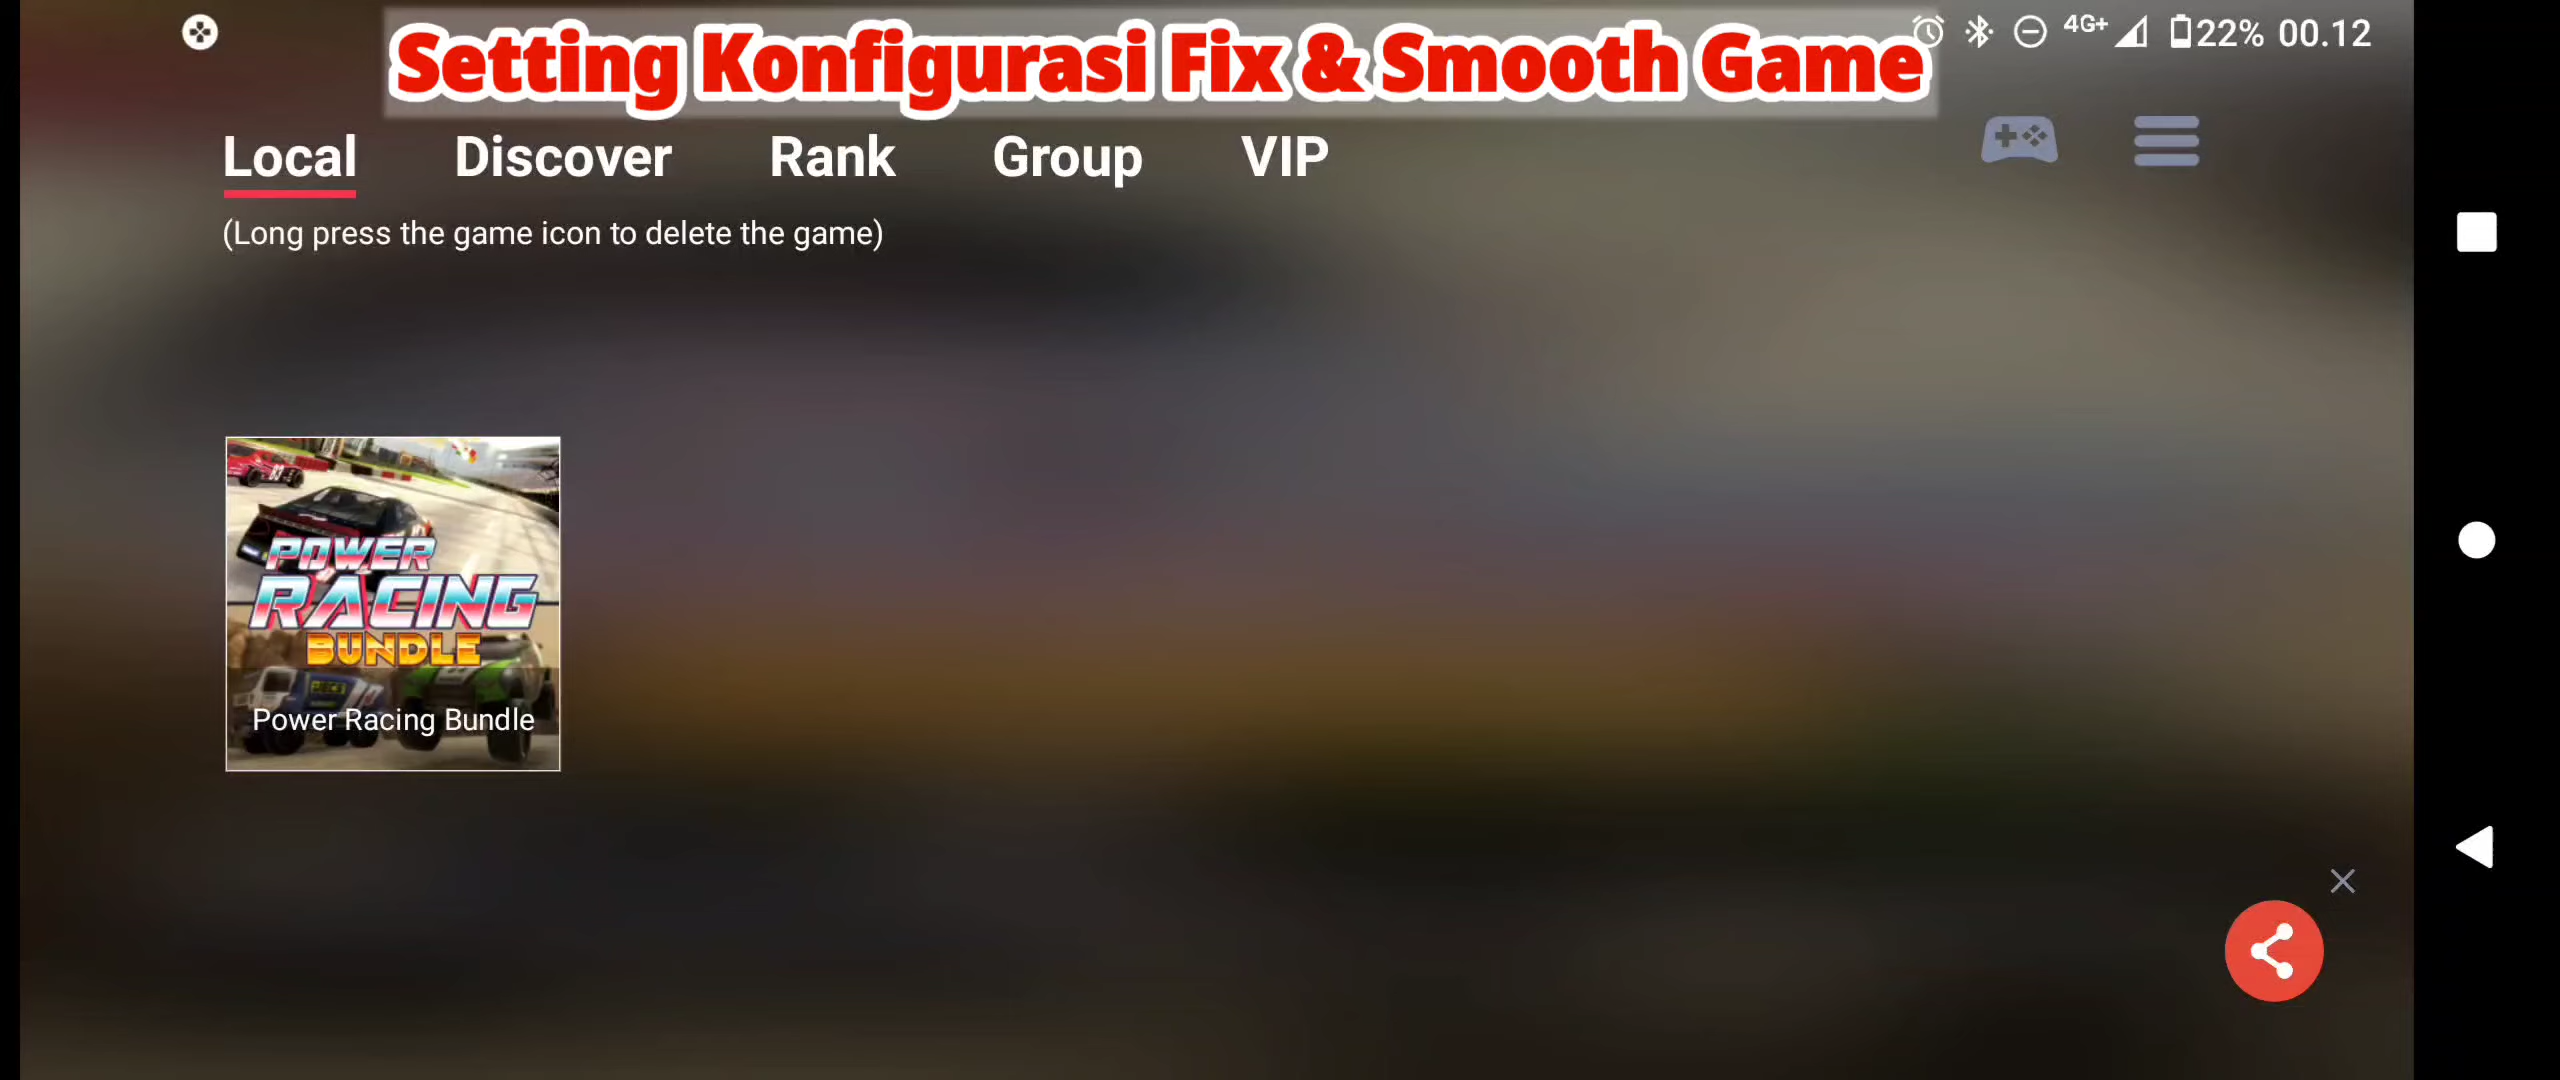 Setting Konfigurasi Fix & Smooth Game
4G+ 22% 00.12
Local Discover Rank Group VIP
(Long press the game icon to delete the game)
POWER
RACING
BUNDLE
Power Racing Bundle